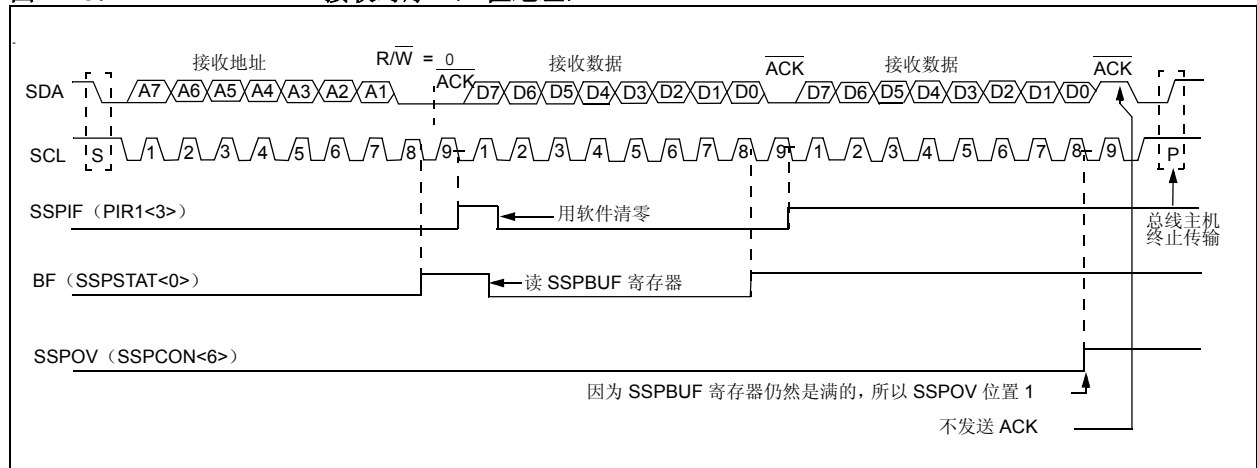 接收地址 R/W = 0 接收数据 ACK 接收数据 ACK
ACK
SDA A7 A6 A5 A4 A3 A2 A1 D7 D6 D5 D4 D3 D2 D1 D0 D7 D6 D5 D4 D3 D2 D1 D0
SCL S 1 2 3 4 5 6 7 8 9 1 2 3 4 5 6 7 8 9 1 2 3 4 5 6 7 8 9 P
SSPIF（PIR1<3>） 用软件清零
总线主机
终止传输
BF（SSPSTAT<0>） 读 SSPBUF 寄存器
SSPOV（SSPCON<6>）
因为 SSPBUF 寄存器仍然是满的，所以 SSPOV 位置 1
不发送 ACK